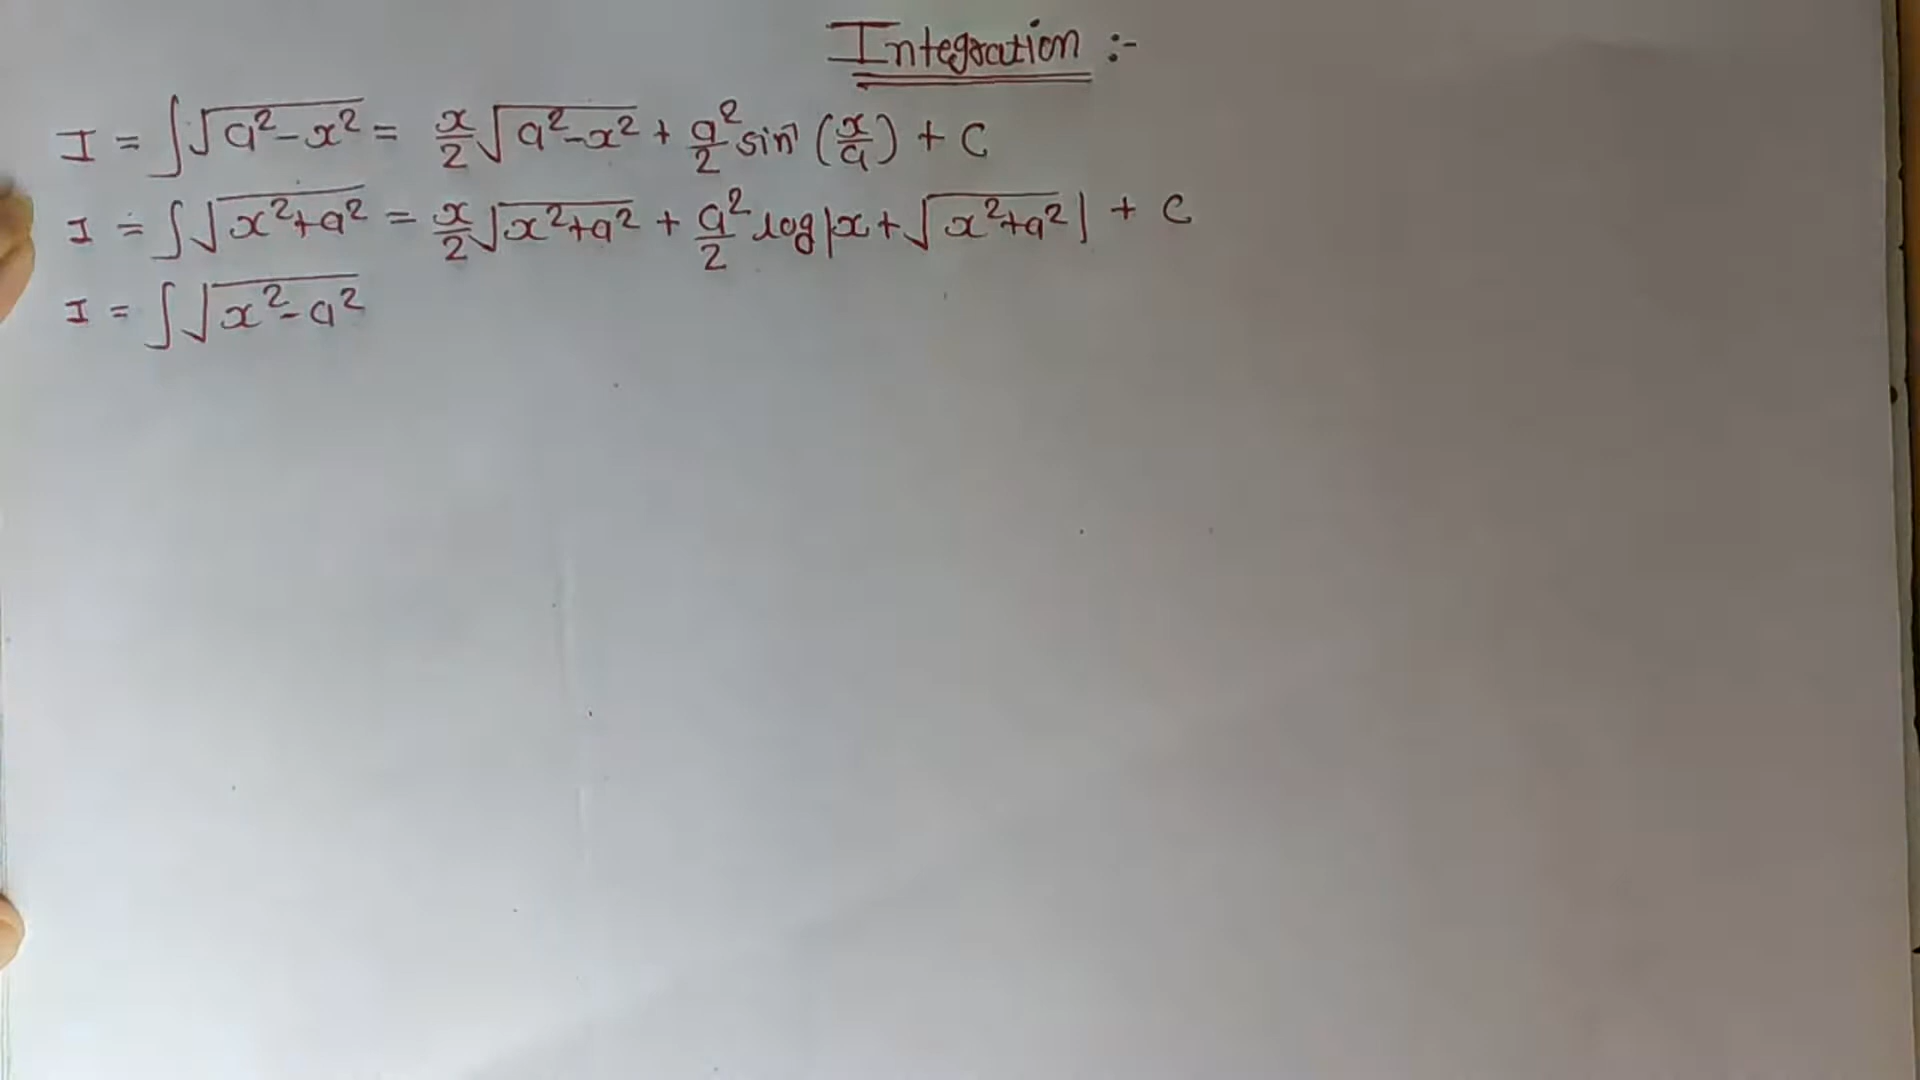 Integration :-
I = ∫√(a²-x²) = x/2 √(a²-x²) + a²/2 sin⁻¹ (x/a) + C
I = ∫√(x²+a²) = x/2 √(x²+a²) + a²/2 log|x + √(x²+a²)| + C
I = ∫√(x²-a²)